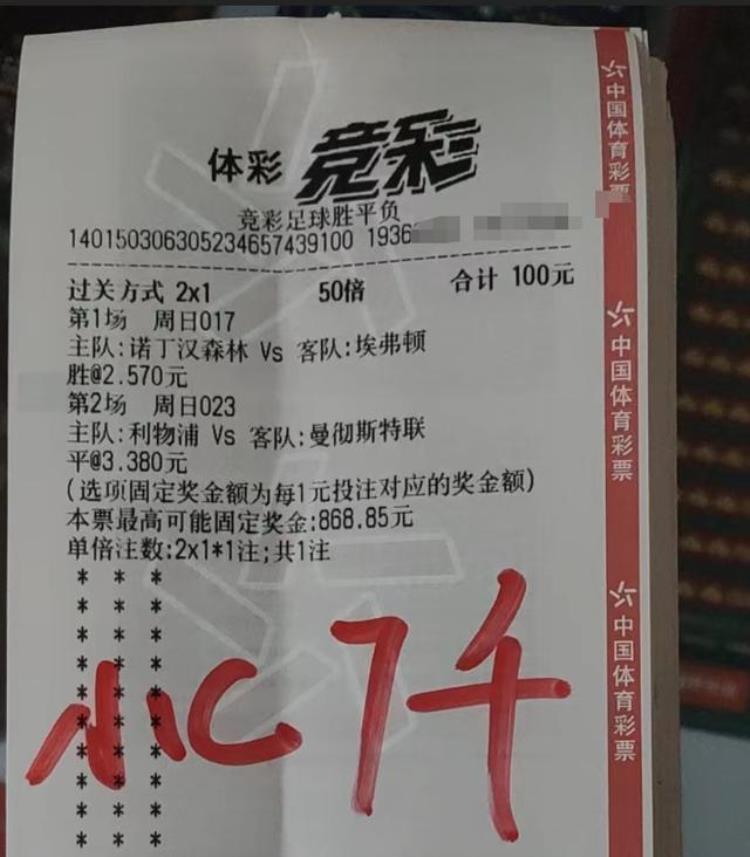 体彩 竞彩
竞彩足球胜平负
140150306305234657439100 1936
过关方式 2x1 50倍 合计 100元
第1场 周日017
主队:诺丁汉森林 Vs 客队:埃弗顿
胜@2.570元
第2场 周日023
主队:利物浦 Vs 客队:曼彻斯特联
平@3.380元
(选项固定奖金额为每1元投注对应的奖金额)
本票最高可能固定奖金:868.85元
单倍注数:2x1*1注;共1注
* * *
* * *
* * *
* * *
* * *
* * *
* * *
* * *
* * *
* * *
小C 7千
中国体育彩票
中国体育彩票
中国体育彩票